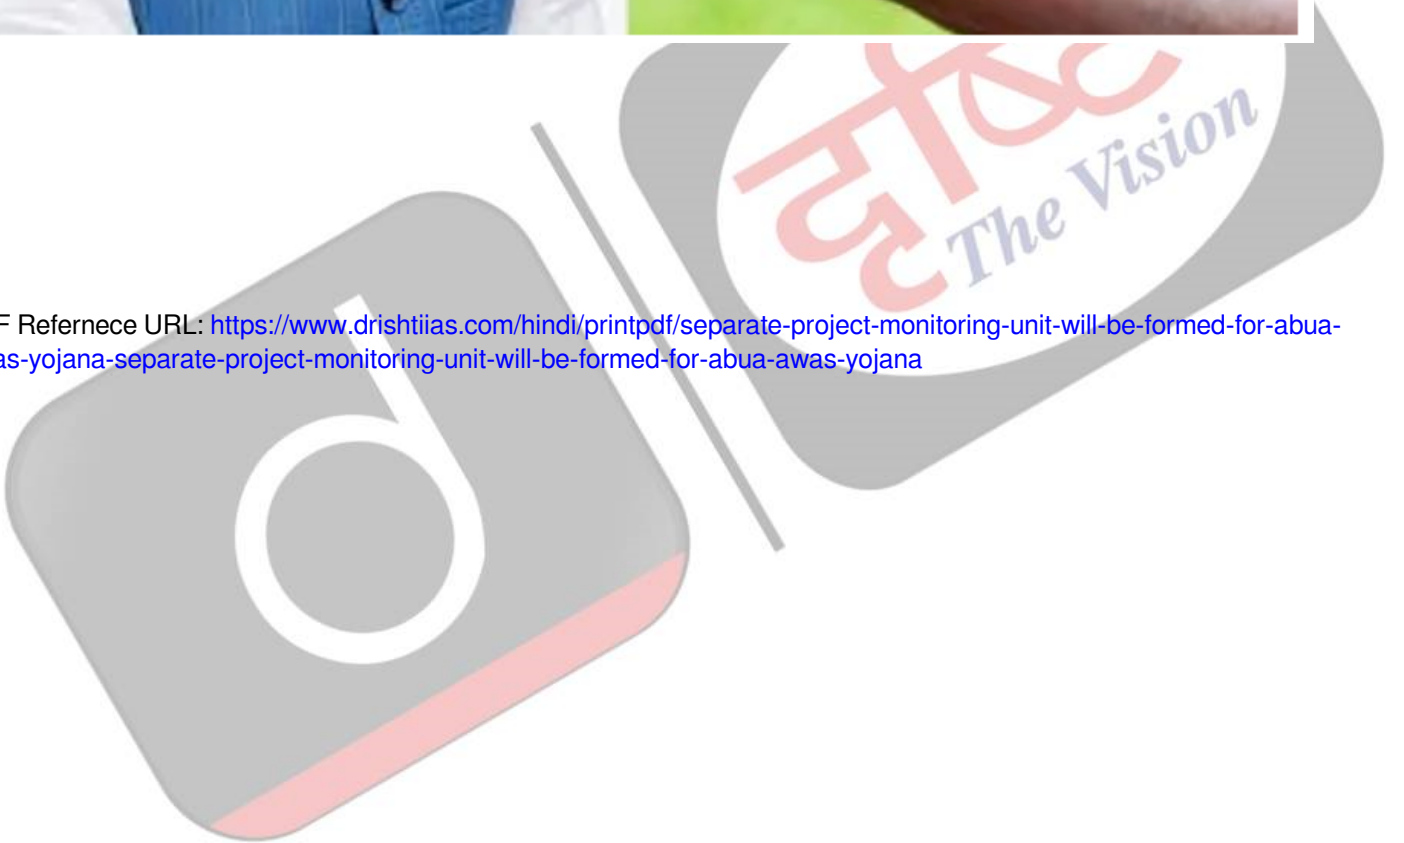 दृष्टि
The Vision
F Refernece URL: https://www.drishtiias.com/hindi/printpdf/separate-project-monitoring-unit-will-be-formed-for-abua-
as-yojana-separate-project-monitoring-unit-will-be-formed-for-abua-awas-yojana